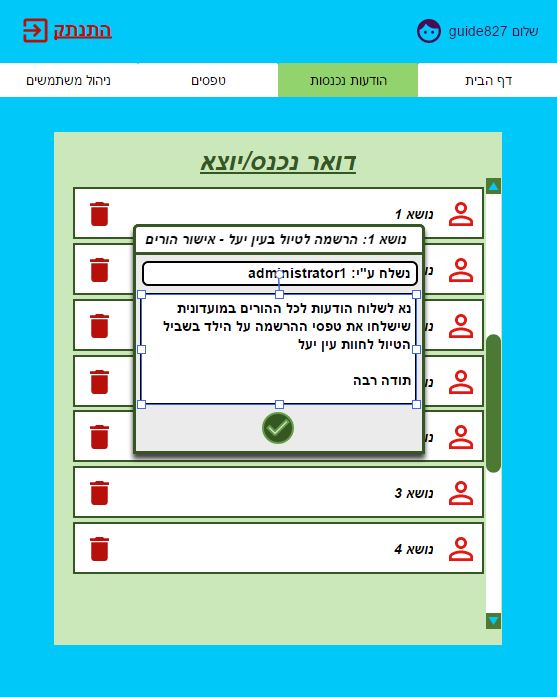 שלום guide827
התנתק
דף הבית
הודעות נכנסות
טפסים
ניהול משתמשים
דואר נכנס/יוצא
נושא 1
נושא 1: הרשמה לטיול בעין יעל - אישור הורים
נשלח ע"י: administrator1
נא לשלוח הודעות לכל ההורים במועדונית
שישלחו את טפסי ההרשמה על הילד בשביל
הטיול לחוות עין יעל
תודה רבה
נושא 3
נושא 4